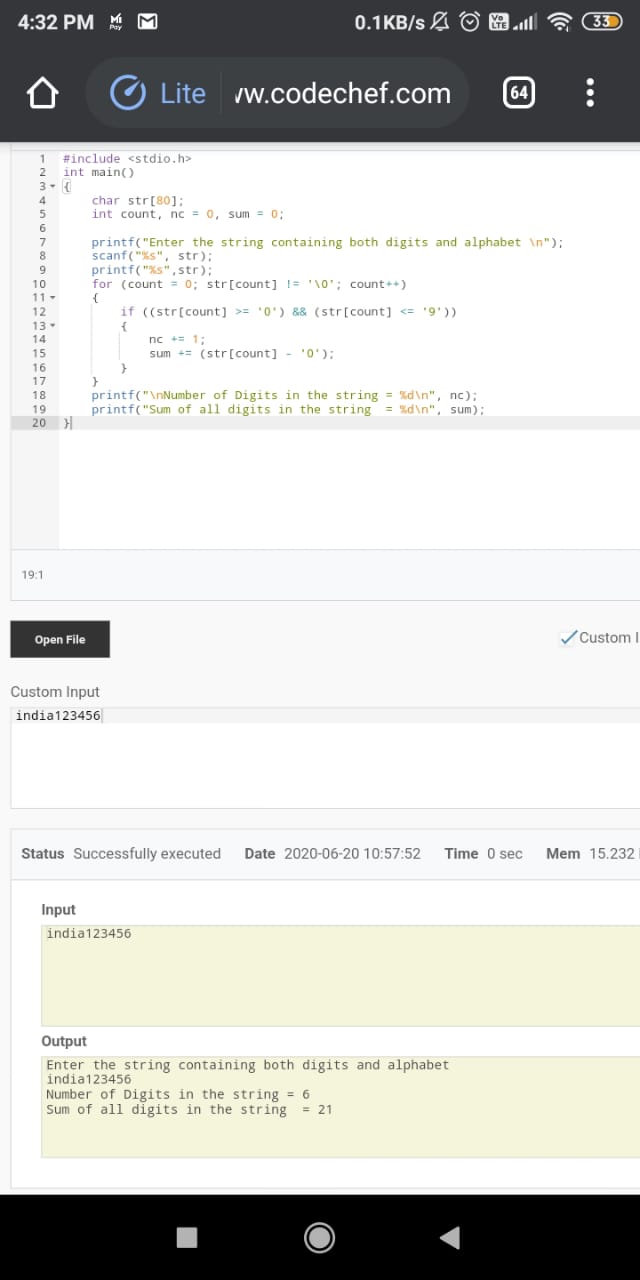 4:32 PM Mi Pay 0.1KB/s Vo LTE 33
Lite vw.codechef.com 64
1 #include <stdio.h>
2 int main()
3 {
4 char str[80];
5 int count, nc = 0, sum = 0;
6
7 printf("Enter the string containing both digits and alphabet \n");
8 scanf("%s", str);
9 printf("%s",str);
10 for (count = 0; str[count] != '\0'; count++)
11 {
12 if ((str[count] >= '0') && (str[count] <= '9'))
13 {
14 nc += 1;
15 sum += (str[count] - '0');
16 }
17 }
18 printf("\nNumber of Digits in the string = %d\n", nc);
19 printf("Sum of all digits in the string  = %d\n", sum);
20 }
19:1
Open File Custom I
Custom Input
india123456
Status Successfully executed Date 2020-06-20 10:57:52 Time 0 sec Mem 15.232
Input
india123456
Output
Enter the string containing both digits and alphabet
india123456
Number of Digits in the string = 6
Sum of all digits in the string  = 21